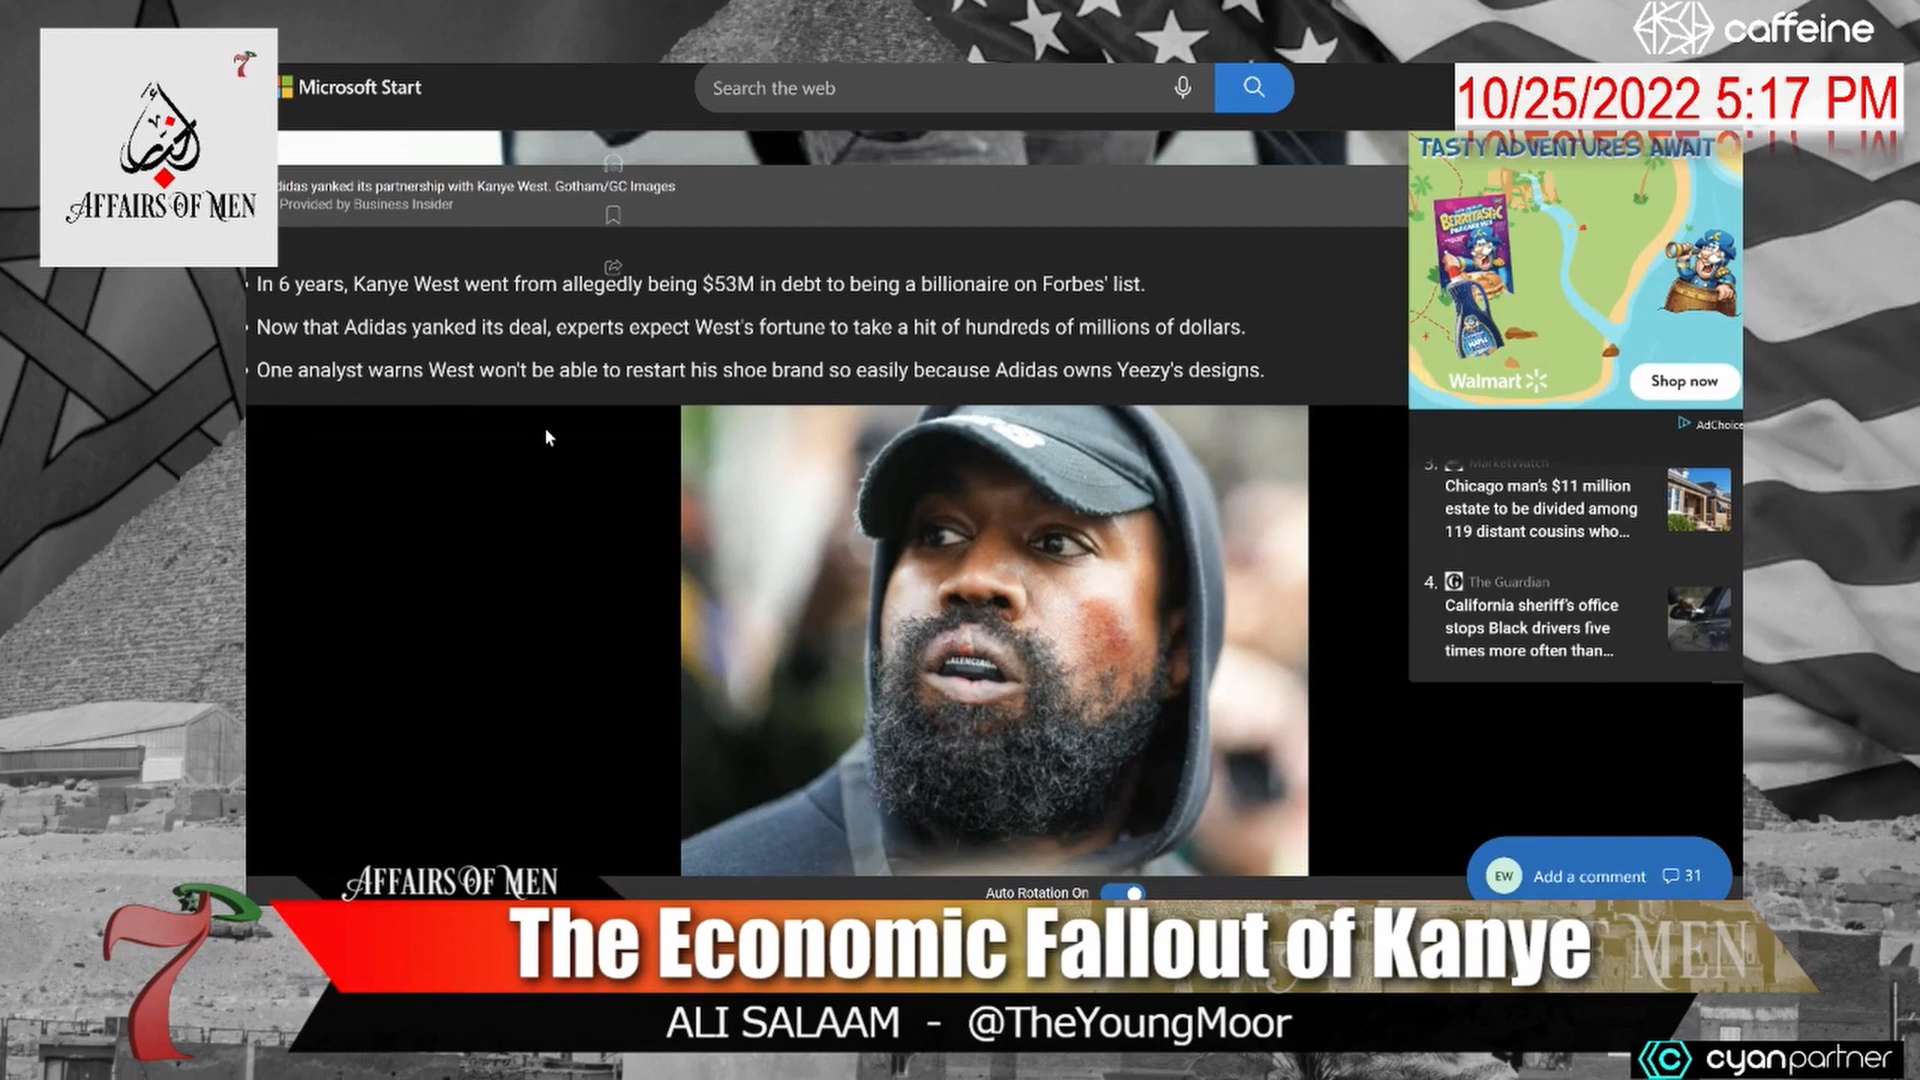 caffeine
Microsoft Start
Search the web
10/25/2022 5:17 PM
AFFAIRS OF MEN
didas yanked its partnership with Kanye West. Gotham/GC Images
Provided by Business Insider
In 6 years, Kanye West went from allegedly being $53M in debt to being a billionaire on Forbes' list.
Now that Adidas yanked its deal, experts expect West's fortune to take a hit of hundreds of millions of dollars.
One analyst warns West won't be able to restart his shoe brand so easily because Adidas owns Yeezy's designs.
TASTY ADVENTURES AWAIT
BERRYTASTIC
PANCAKE MIX
Walmart
Shop now
AdChoice
3. MarketWatch
Chicago man's $11 million
estate to be divided among
119 distant cousins who...
4. The Guardian
California sheriff's office
stops Black drivers five
times more often than...
ALENCIAG
EW Add a comment 31
Auto Rotation On
AFFAIRS OF MEN
The Economic Fallout of Kanye
MEN
ALI SALAAM - @TheYoungMoor
7
cyanpartner